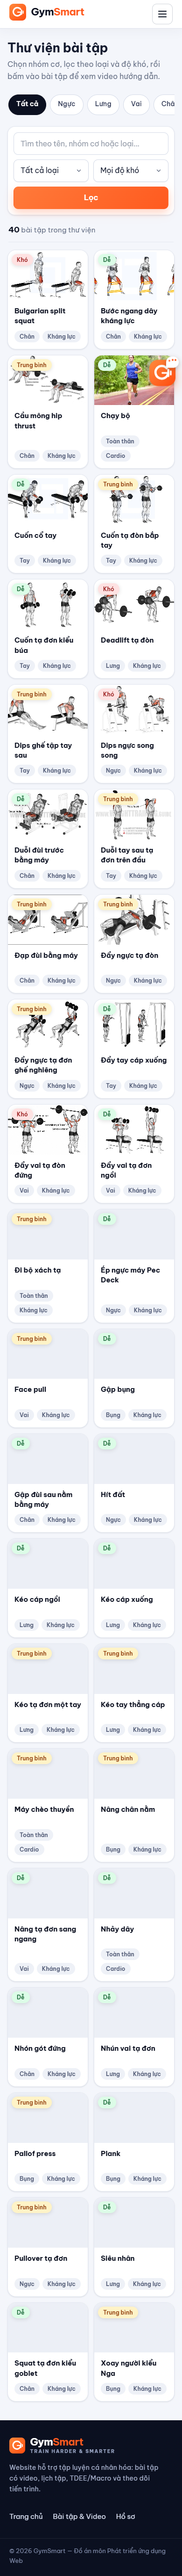 GymSmart
Thư viện bài tập
Chọn nhóm cơ, lọc theo loại và độ khó, rồi
bấm vào bài tập để xem video hướng dẫn.
Tất cả
Ngực
Lưng
Vai
Tìm theo tên, nhóm cơ hoặc loại...
Tất cả loại
Mọi độ khó
Lọc
40 bài tập trong thư viện
Khó
Dễ
Bulgarian split
squat
Chân
Kháng lực
Bước ngang dây
kháng lực
Chân
Kháng lực
Trung bình
Dễ
Cầu mông hip
thrust
Chân
Kháng lực
Chạy bộ
Toàn thân
Cardio
Dễ
Trung bình
Cuốn cổ tay
Tay
Kháng lực
Cuốn tạ đơn bắp
tay
Tay
Kháng lực
Dễ
Khó
Cuốn tạ đơn kiểu
búa
Tay
Kháng lực
Deadlift tạ đòn
Lưng
Kháng lực
Trung bình
Khó
Dips ghế tập tay
sau
Tay
Kháng lực
Dips ngực song
song
Ngực
Kháng lực
Dễ
Trung bình
Duỗi đùi trước
bằng máy
Chân
Kháng lực
Duỗi tay sau tạ
đơn trên đầu
Tay
Kháng lực
Trung bình
Trung bình
Đạp đùi bằng máy
Chân
Kháng lực
Đẩy ngực tạ đòn
Ngực
Kháng lực
Trung bình
Dễ
Đẩy ngực tạ đơn
ghế nghiêng
Ngực
Kháng lực
Đẩy tay cáp xuống
Tay
Kháng lực
Khó
Dễ
Đẩy vai tạ đòn
đứng
Vai
Kháng lực
Đẩy vai tạ đơn
ngồi
Vai
Kháng lực
Trung bình
Dễ
Đi bộ xách tạ
Toàn thân
Kháng lực
Ép ngực máy Pec
Deck
Ngực
Kháng lực
Trung bình
Dễ
Face pull
Vai
Kháng lực
Gập bụng
Bụng
Kháng lực
Dễ
Dễ
Gập đùi sau nằm
bằng máy
Chân
Kháng lực
Hít đất
Ngực
Kháng lực
Dễ
Dễ
Kéo cáp ngồi
Lưng
Kháng lực
Kéo cáp xuống
Lưng
Kháng lực
Trung bình
Trung bình
Kéo tạ đơn một tay
Lưng
Kháng lực
Kéo tay thẳng cáp
Lưng
Kháng lực
Trung bình
Trung bình
Máy chèo thuyền
Toàn thân
Cardio
Nâng chân nằm
Bụng
Kháng lực
Dễ
Dễ
Nâng tạ đơn sang
ngang
Vai
Kháng lực
Nhảy dây
Toàn thân
Cardio
Dễ
Dễ
Nhón gót đứng
Chân
Kháng lực
Nhún vai tạ đơn
Lưng
Kháng lực
Trung bình
Dễ
Pallof press
Bụng
Kháng lực
Plank
Bụng
Kháng lực
Trung bình
Dễ
Pullover tạ đơn
Ngực
Kháng lực
Siêu nhân
Lưng
Kháng lực
Dễ
Trung bình
Squat tạ đơn kiểu
goblet
Chân
Kháng lực
Xoay người kiểu
Nga
Bụng
Kháng lực
GymSmart
TRAIN HARDER & SMARTER
Website hỗ trợ tập luyện cá nhân hóa: bài tập
có video, lịch tập, TDEE/Macro và theo dõi
tiến trình.
Trang chủ
Bài tập & Video
Hồ sơ
© 2026 GymSmart — Đồ án môn Phát triển ứng dụng
Web